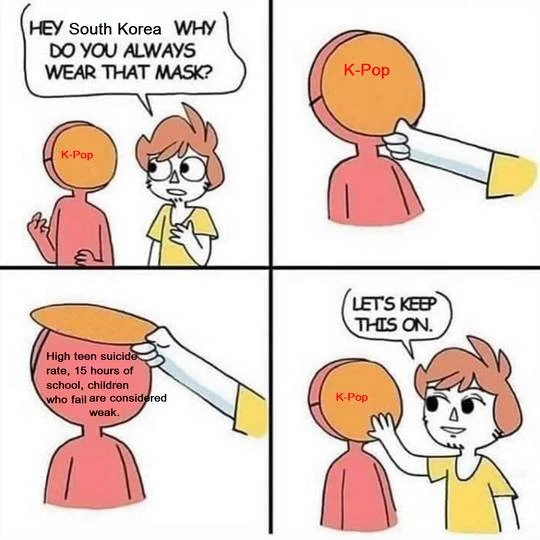 HEY South Korea WHY
DO YOU ALWAYS
WEAR THAT MASK?
K-Pop
K-Pop
High teen suicide
rate, 15 hours of
school, children
who fail are considered
weak.
LET'S KEEP
THIS ON.
K-Pop